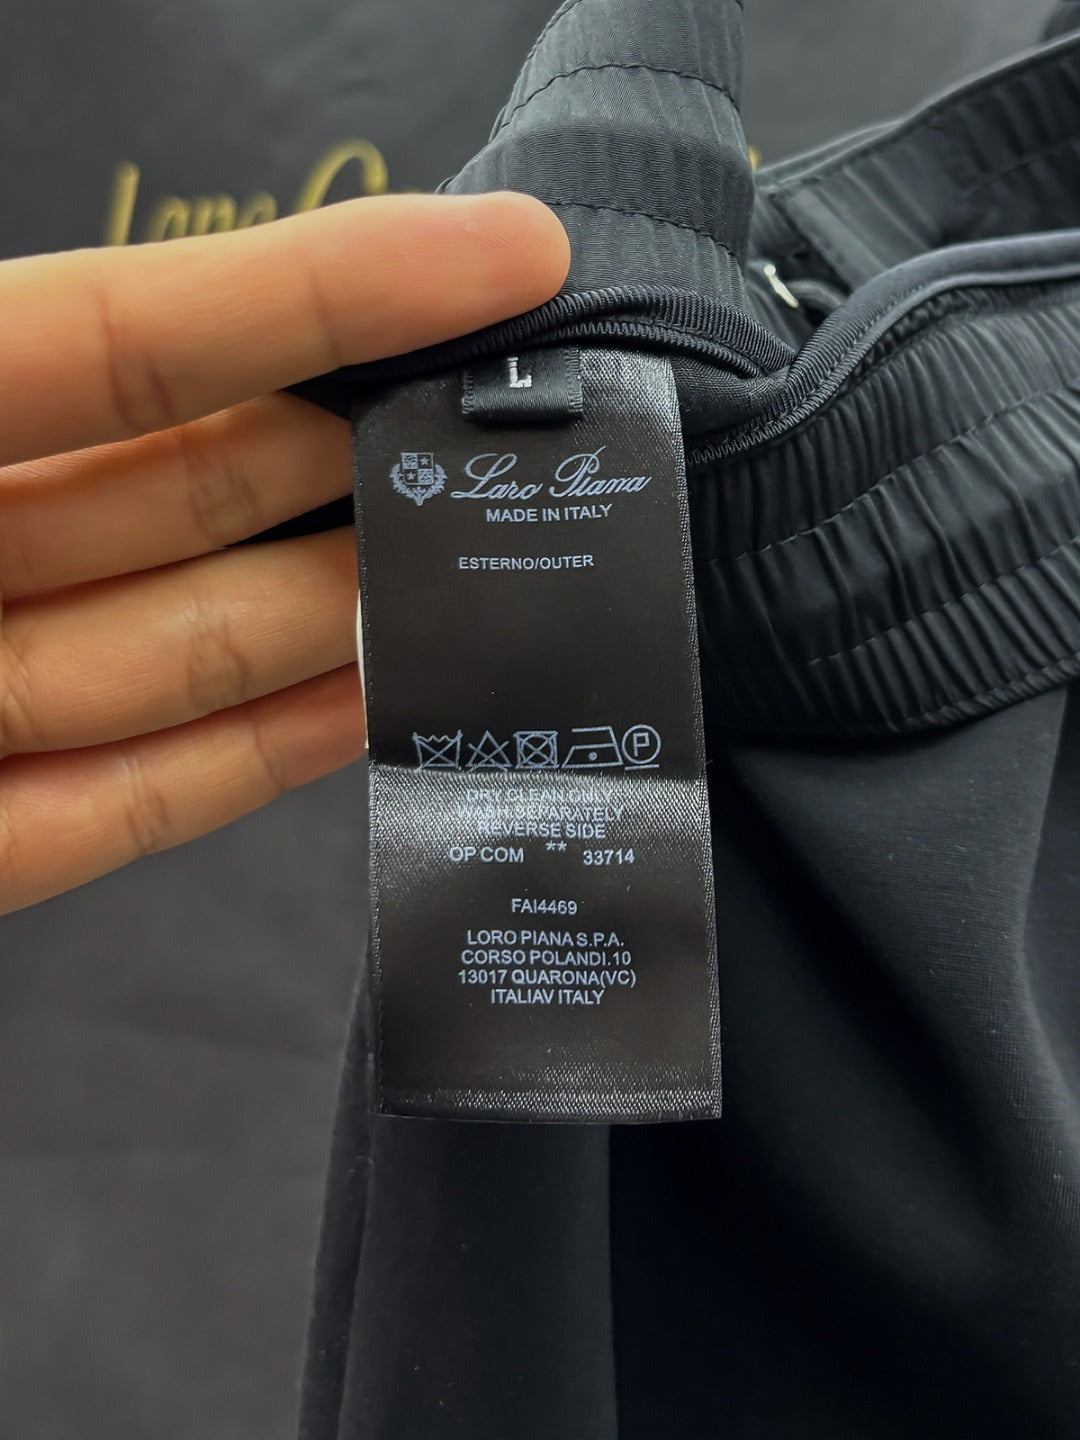 L
Laro Piana
MADE IN ITALY
ESTERNO/OUTER
P
DRY CLEAN ONLY
WASH SEPARATELY
REVERSE SIDE
OP COM ** 33714
FAI4469
LORO PIANA S.P.A.
CORSO POLANDI.10
13017 QUARONA(VC)
ITALIAV ITALY